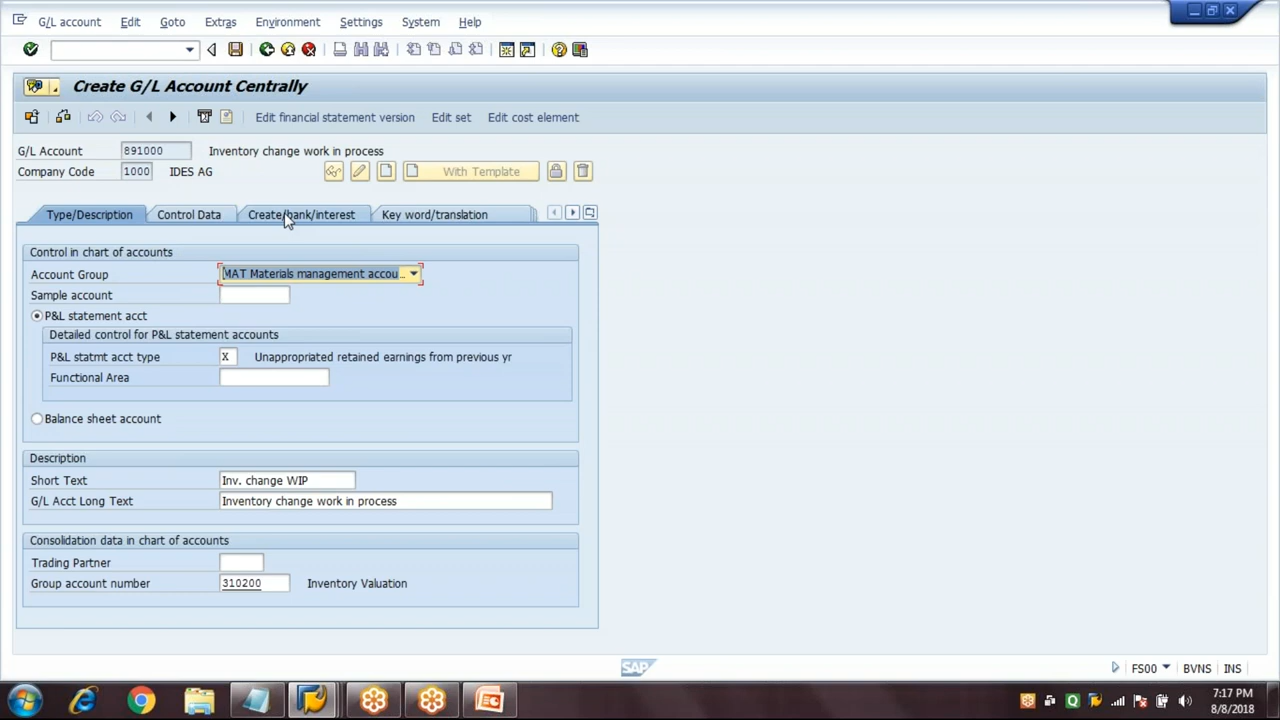 G/L account Edit Goto Extras Environment Settings System Help
Create G/L Account Centrally
Edit financial statement version Edit set Edit cost element
G/L Account 891000 Inventory change work in process
Company Code 1000 IDES AG With Template
Type/Description Control Data Create/bank/interest Key word/translation
Control in chart of accounts
Account Group MAT Materials management accou...
Sample account
P&L statement acct
Detailed control for P&L statement accounts
P&L statmt acct type X Unappropriated retained earnings from previous yr
Functional Area
Balance sheet account
Description
Short Text Inv. change WIP
G/L Acct Long Text Inventory change work in process
Consolidation data in chart of accounts
Trading Partner
Group account number 310200 Inventory Valuation
SAP FS00 BVNS INS
7:17 PM
8/8/2018